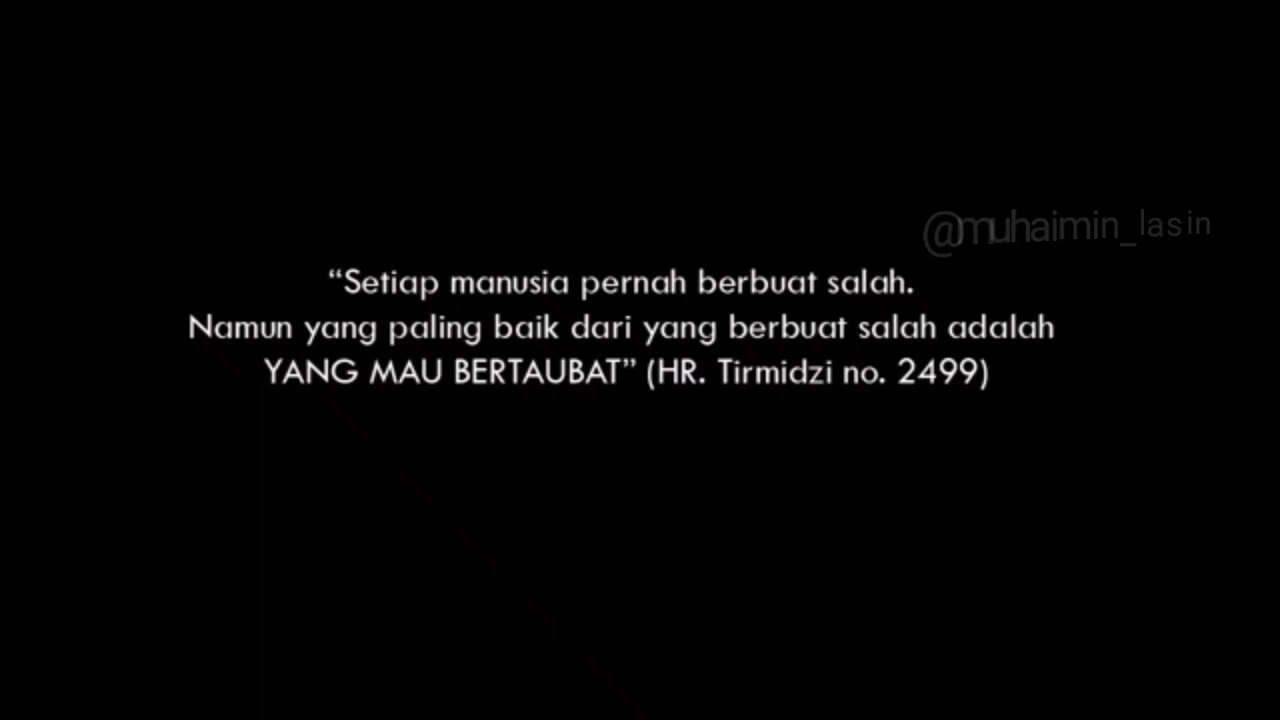 @muhaimin_lasin
“Setiap manusia pernah berbuat salah.
Namun yang paling baik dari yang berbuat salah adalah
YANG MAU BERTAUBAT” (HR. Tirmidzi no. 2499)